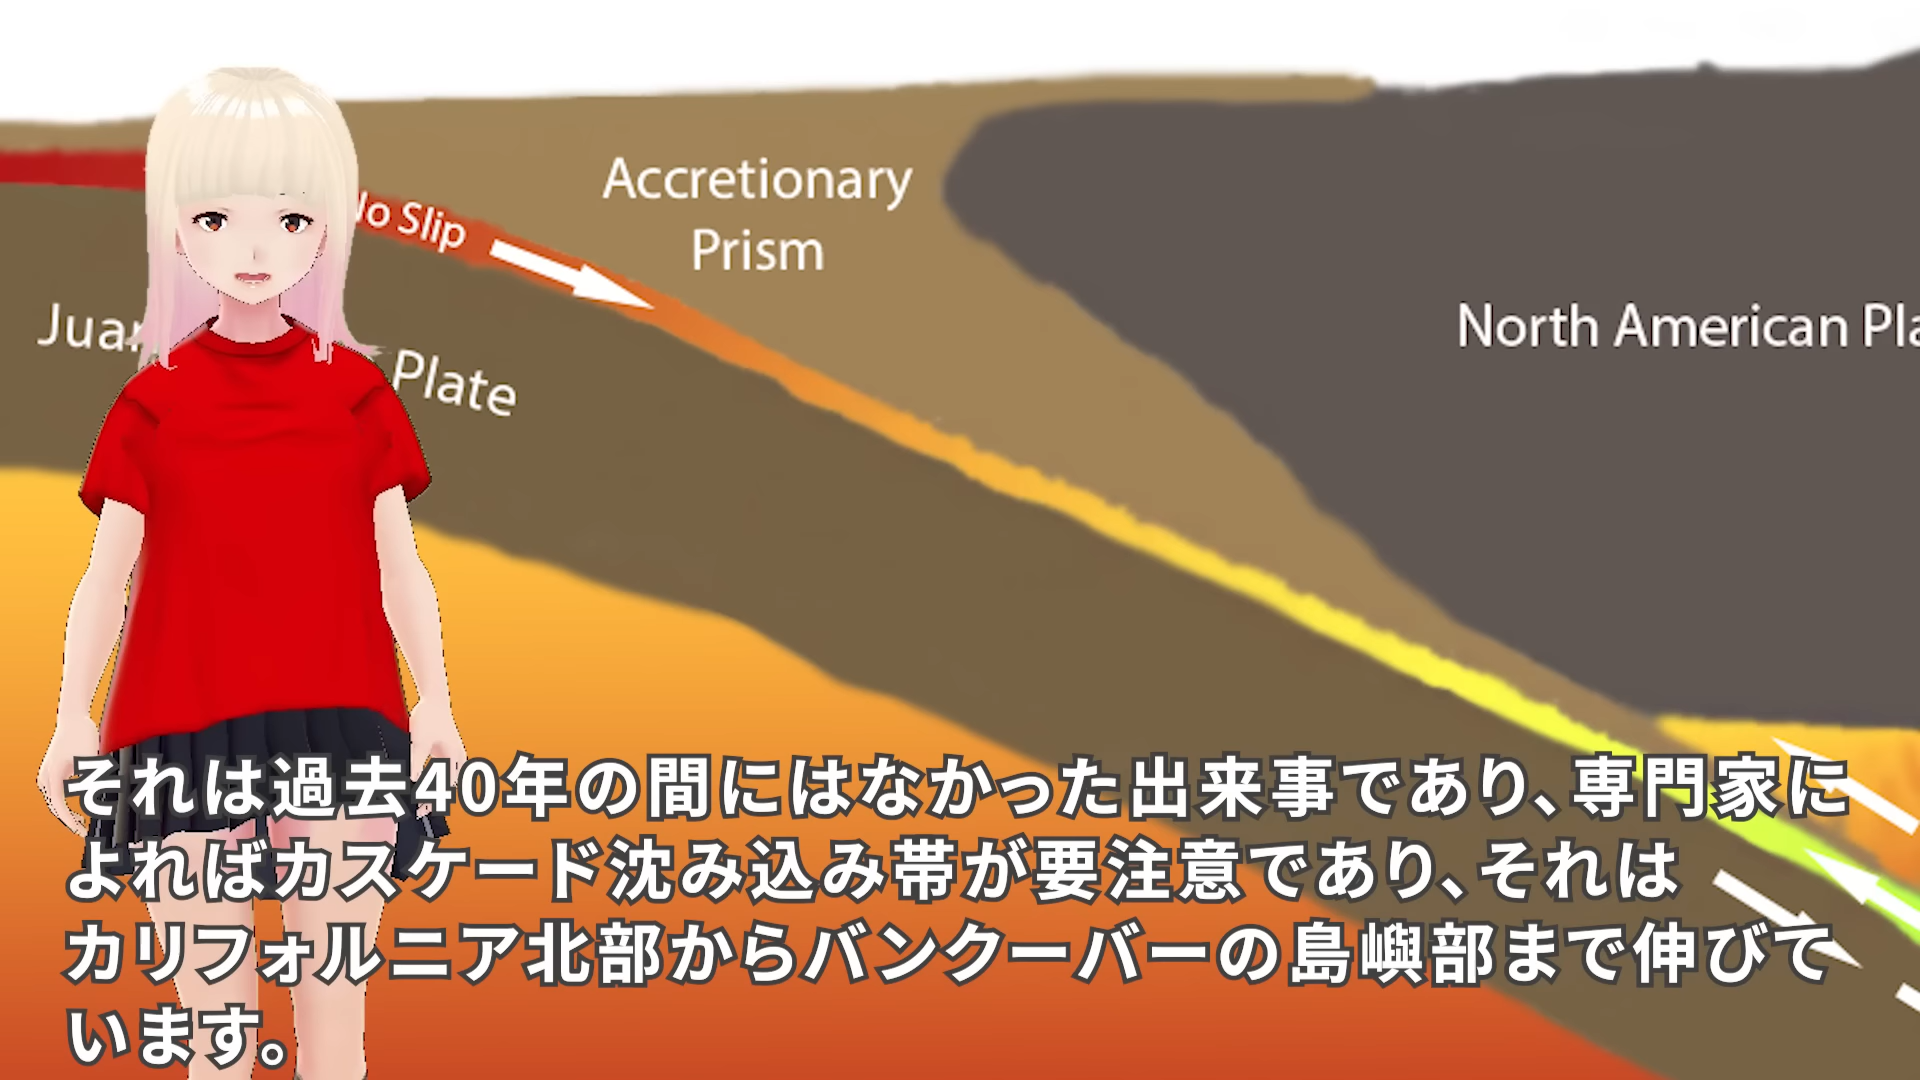 Accretionary
Prism
No Slip
North American Pla
Juan
Plate
それは過去40年の間にはなかった出来事であり、専門家に
よればカスケード沈み込み帯が要注意であり、それは
カリフォルニア北部からバンクーバーの島嶼部まで伸びて
います。